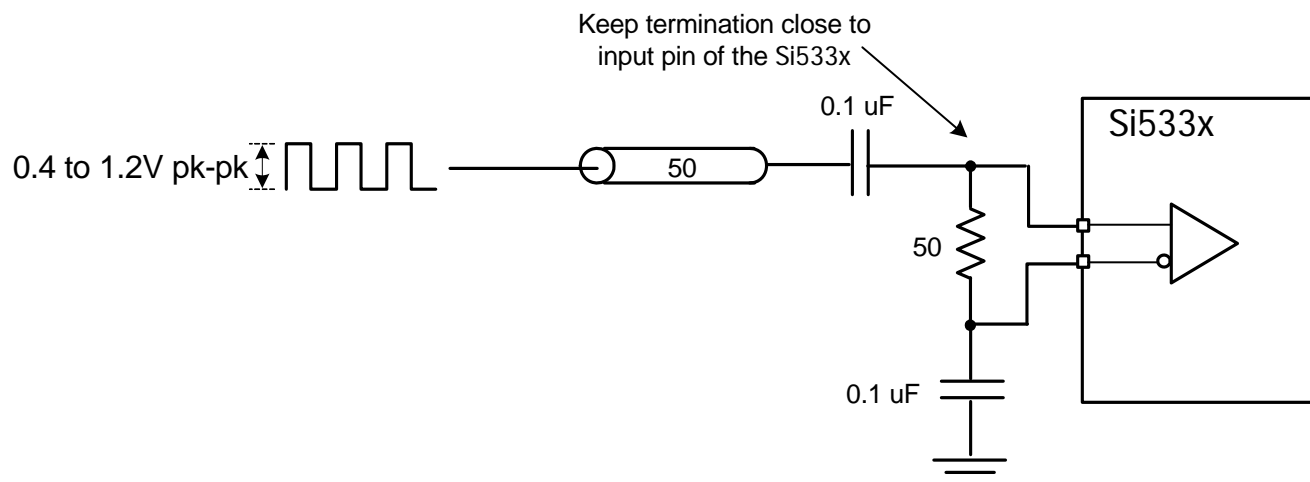 Keep termination close to
input pin of the Si533x
0.1 uF
Si533x
0.4 to 1.2V pk-pk
50
50
0.1 uF